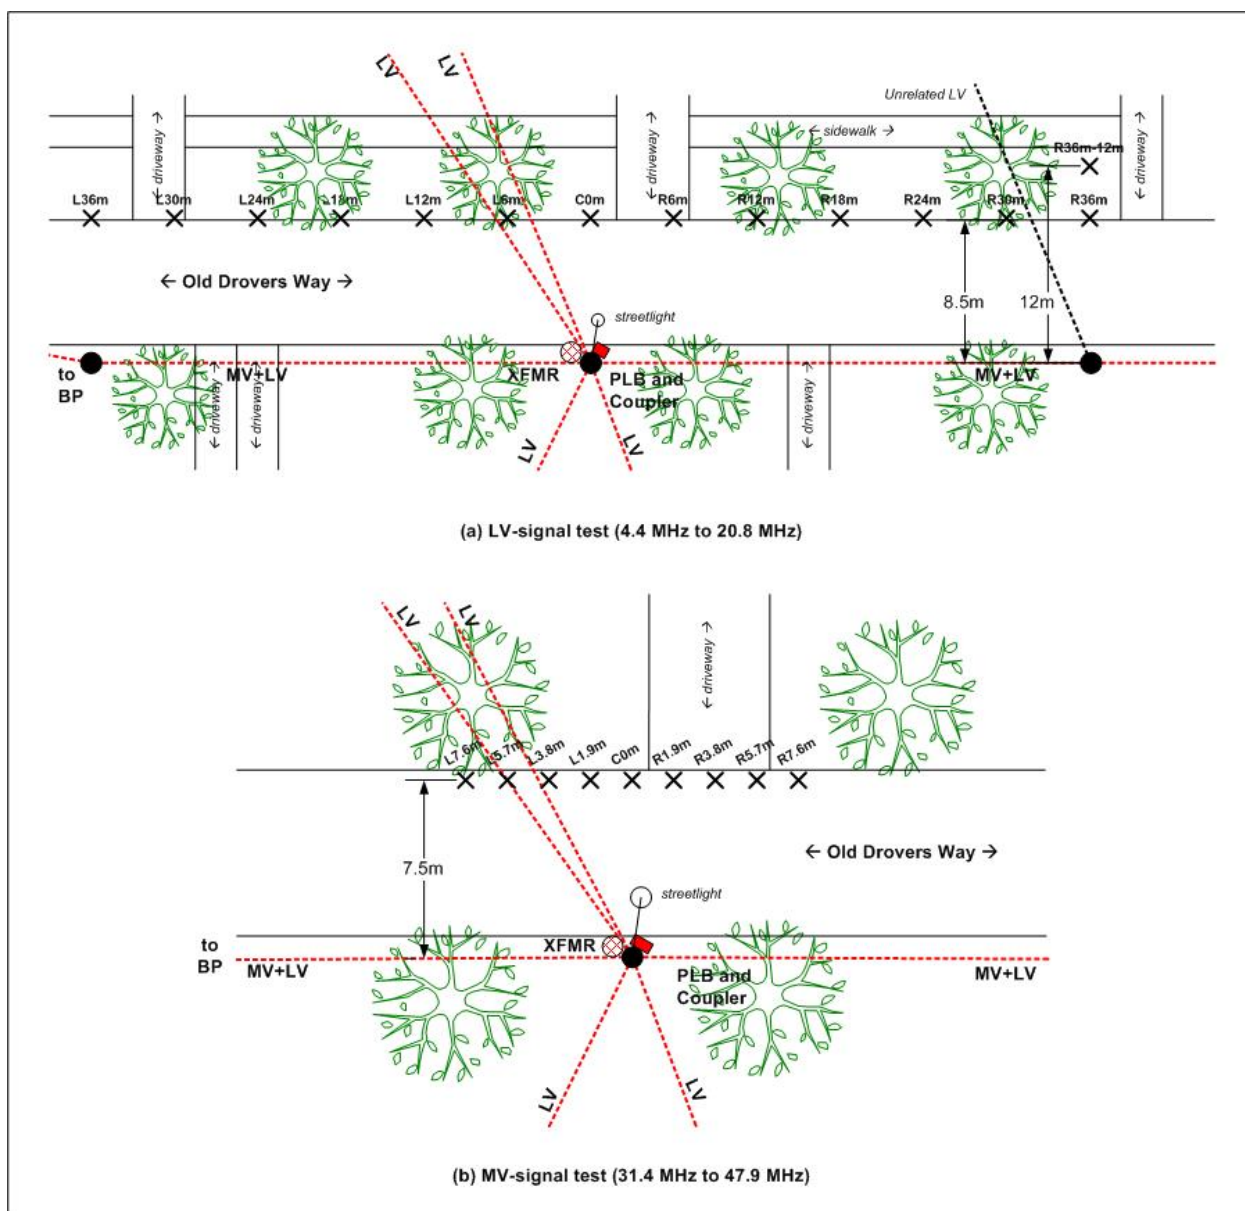 LV
LV
Unrelated LV
← driveway →
← driveway →
← sidewalk →
← driveway →
R36m-12m
L36m
L30m
L24m
L18m
L12m
L6m
C0m
R6m
R12m
R18m
R24m
R30m
R36m
← Old Drovers Way →
8.5m
12m
streetlight
to
BP
MV+LV
XFMR
PLB and
Coupler
MV+LV
← driveway →
← driveway →
← driveway →
LV
LV
(a) LV-signal test (4.4 MHz to 20.8 MHz)
LV
LV
← driveway →
L7.6m
L5.7m
L3.8m
L1.9m
C0m
R1.9m
R3.8m
R5.7m
R7.6m
7.5m
← Old Drovers Way →
streetlight
to
BP
XFMR
MV+LV
PLB and
Coupler
MV+LV
LV
LV
(b) MV-signal test (31.4 MHz to 47.9 MHz)